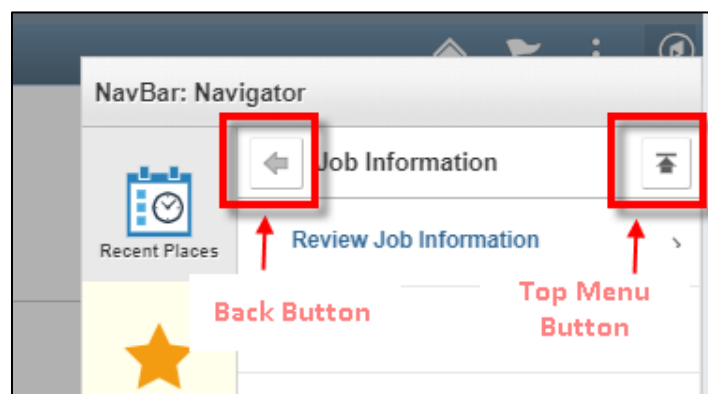 NavBar: Navigator
Job Information
Recent Places
Review Job Information
Back Button
Top Menu
Button